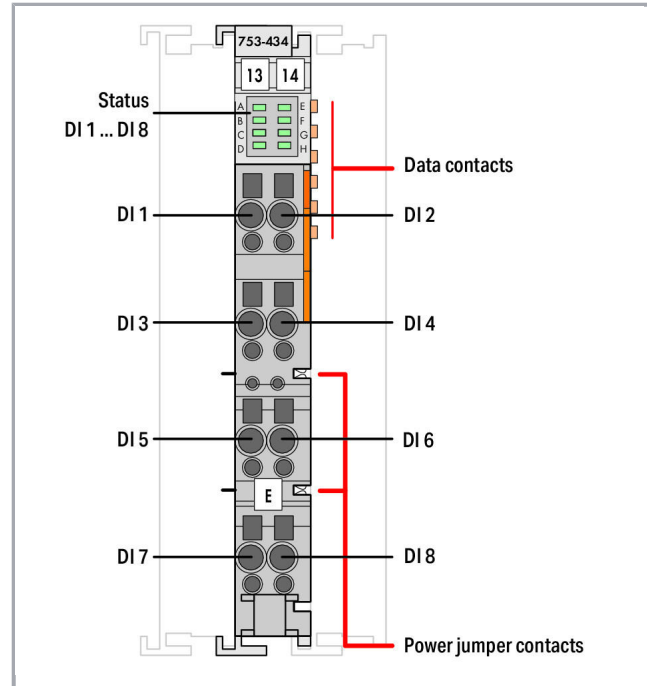 753-434
13 14
Status
DI 1 ... DI 8
A E
B F
C G
D H
Data contacts
DI 1 DI 2
DI 3 DI 4
DI 5 DI 6
E
DI 7 DI 8
Power jumper contacts